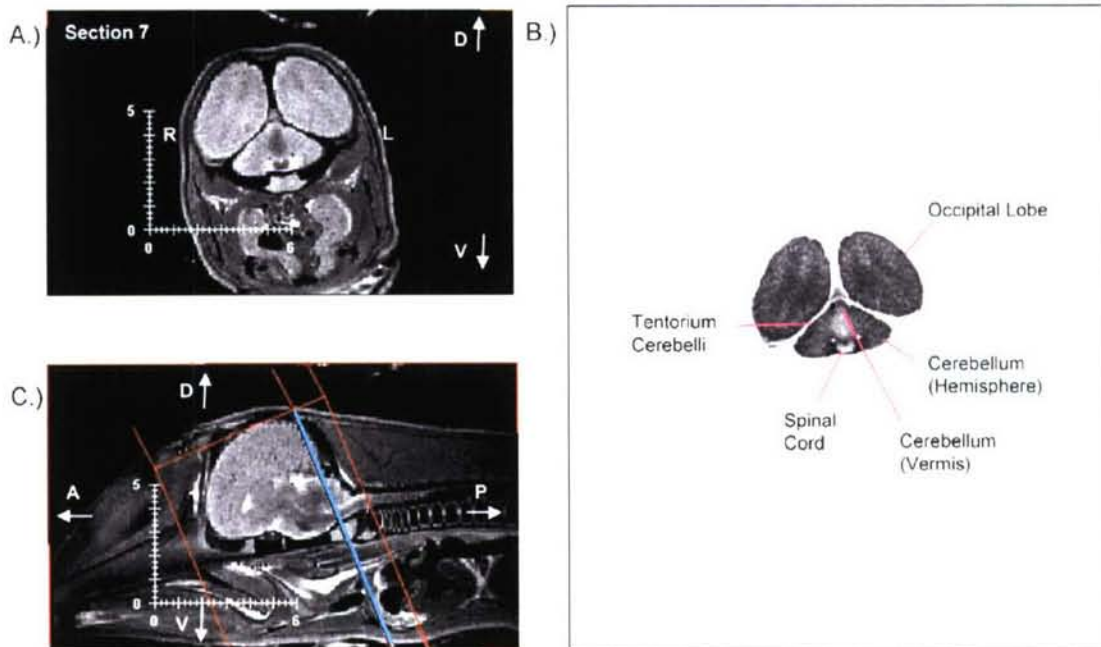 A.)
Section 7
D
5
R
L
0
0
6
V
B.)
Occipital Lobe
Tentorium
Cerebelli
Cerebellum
(Hemisphere)
Spinal
Cord
Cerebellum
(Vermis)
C.)
D
A
P
5
0
0
6
V